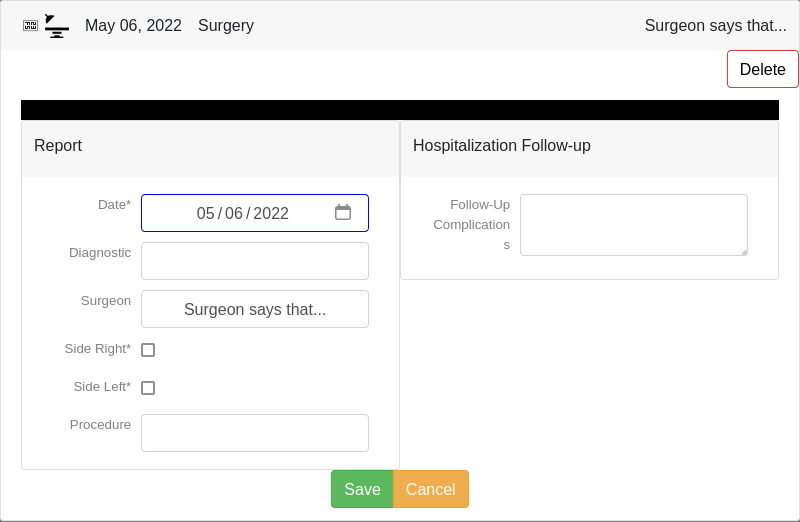 May 06, 2022 Surgery Surgeon says that...
Delete
Report
Hospitalization Follow-up
Date*
05/06/2022
Diagnostic
Surgeon
Surgeon says that...
Side Right*
Side Left*
Procedure
Follow-Up
Complication
s
Save
Cancel